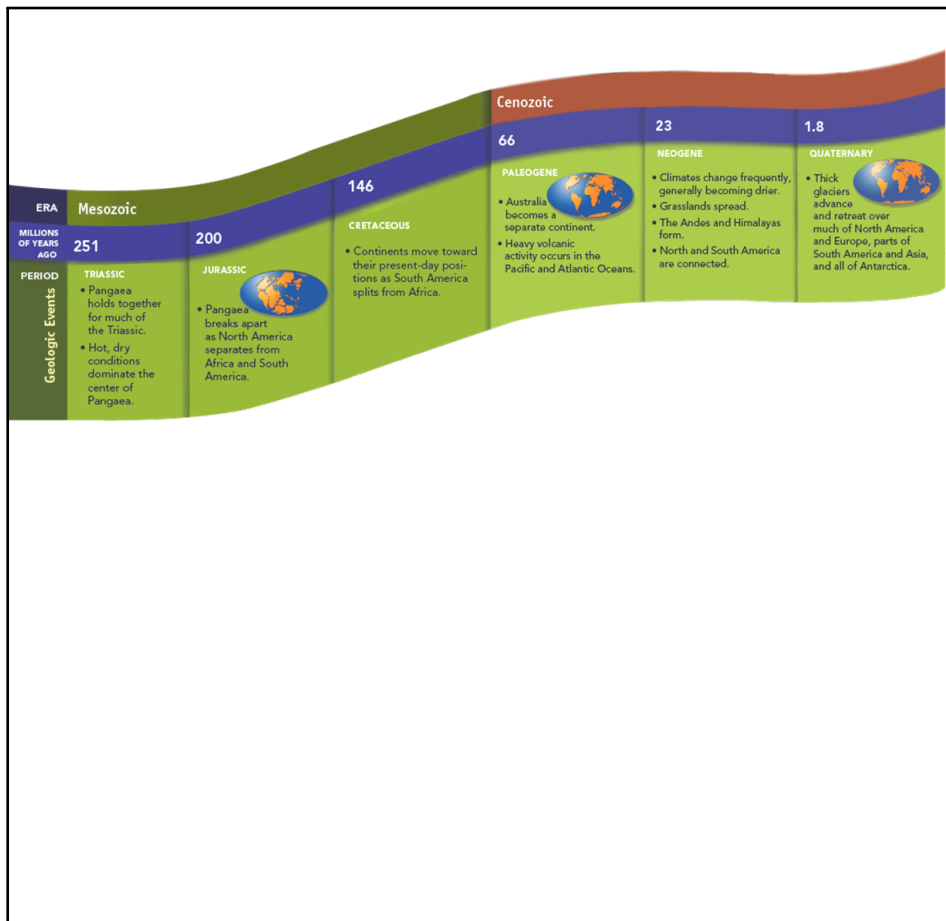 ERA
Mesozoic
Cenozoic
MILLIONS
OF YEARS
AGO
251
200
146
66
23
1.8
PERIOD
Geologic Events
TRIASSIC
• Pangaea
holds together
for much of
the Triassic.
• Hot, dry
conditions
dominate the
center of
Pangaea.
JURASSIC
• Pangaea
breaks apart
as North America
separates from
Africa and South
America.
CRETACEOUS
• Continents move toward
their present-day posi-
tions as South America
splits from Africa.
PALEOGENE
• Australia
becomes a
separate continent.
• Heavy volcanic
activity occurs in the
Pacific and Atlantic Oceans.
NEOGENE
• Climates change frequently,
generally becoming drier.
• Grasslands spread.
• The Andes and Himalayas
form.
• North and South America
are connected.
QUATERNARY
• Thick
glaciers
advance
and retreat over
much of North America
and Europe, parts of
South America and Asia,
and all of Antarctica.